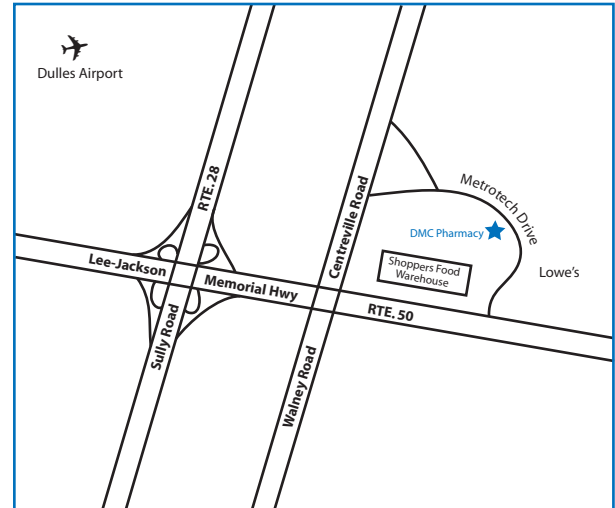 Dulles Airport
RTE. 28
Centreville Road
Metrotech Drive
DMC Pharmacy
Lowe's
Shoppers Food
Warehouse
Lee-Jackson
Memorial Hwy
RTE. 50
Sully Road
Walney Road